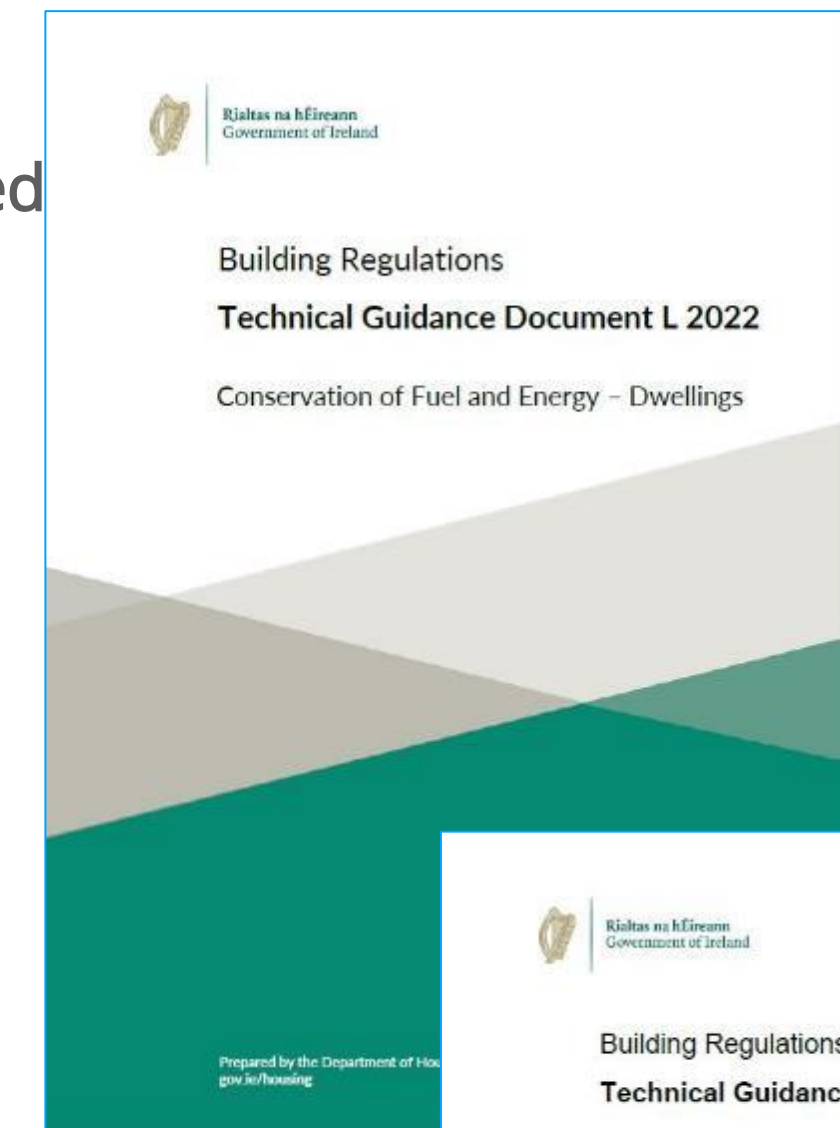 ed
Rialtas na hÉireann
Government of Ireland
Building Regulations
Technical Guidance Document L 2022
Conservation of Fuel and Energy – Dwellings
Prepared by the Department of Hou
gov.ie/housing
Rialtas na hÉireann
Government of Ireland
Building Regulations
Technical Guidanc